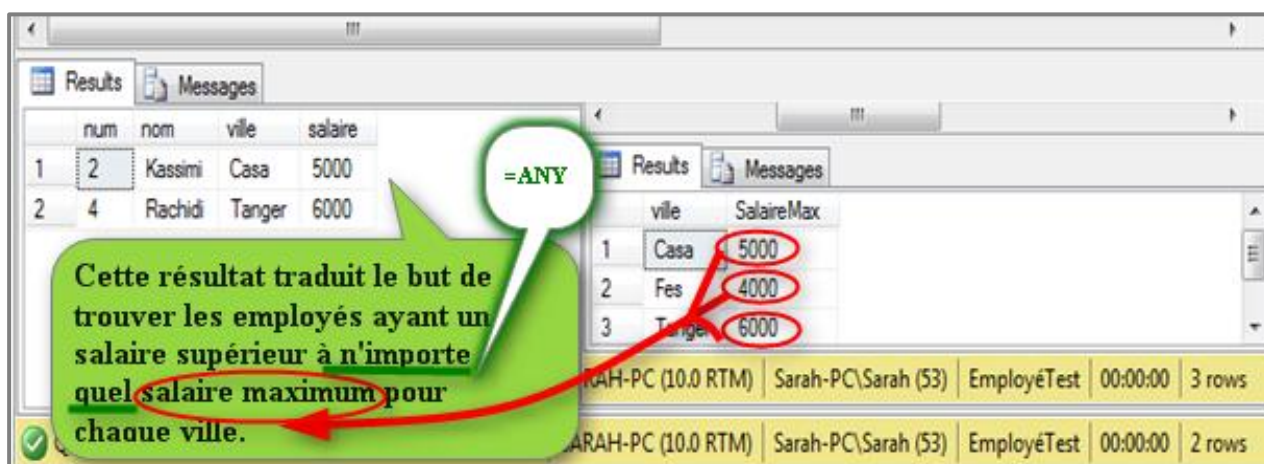 Results Messages
num nom ville salaire
1 2 Kassimi Casa 5000
2 4 Rachidi Tanger 6000
=ANY
Cette résultat traduit le but de
trouver les employés ayant un
salaire supérieur à n'importe
quel salaire maximum pour
chaque ville.
Results Messages
ville SalaireMax
1 Casa 5000
2 Fes 4000
3 Tanger 6000
RAH-PC (10.0 RTM) Sarah-PC\Sarah (53) EmployéTest 00:00:00 3 rows
ARAH-PC (10.0 RTM) Sarah-PC\Sarah (53) EmployéTest 00:00:00 2 rows